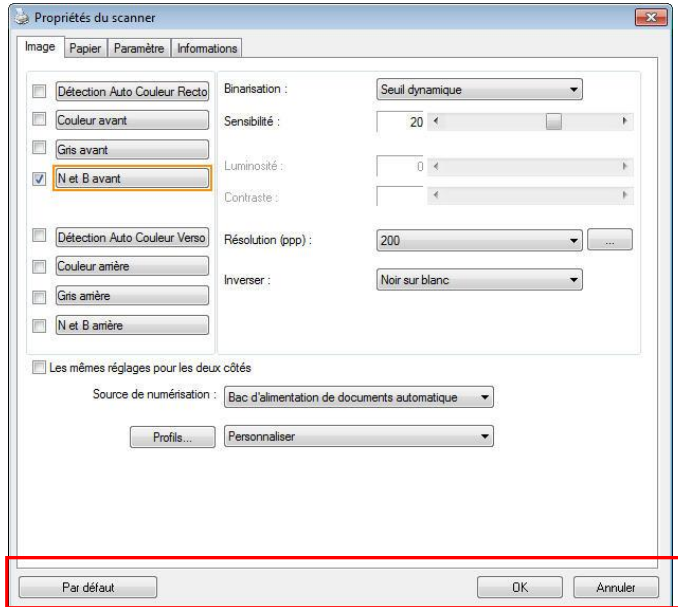 Propriétés du scanner
Image Papier Paramètre Informations
Détection Auto Couleur Recto Binarisation : Seuil dynamique
Couleur avant Sensibilité : 20
Gris avant
N et B avant Luminosité : 0
Contraste :
Détection Auto Couleur Verso Résolution (ppp) : 200 ...
Couleur arrière
Inverser : Noir sur blanc
Gris arrière
N et B arrière
Les mêmes réglages pour les deux côtés
Source de numérisation : Bac d'alimentation de documents automatique
Profils... Personnaliser
Par défaut OK Annuler